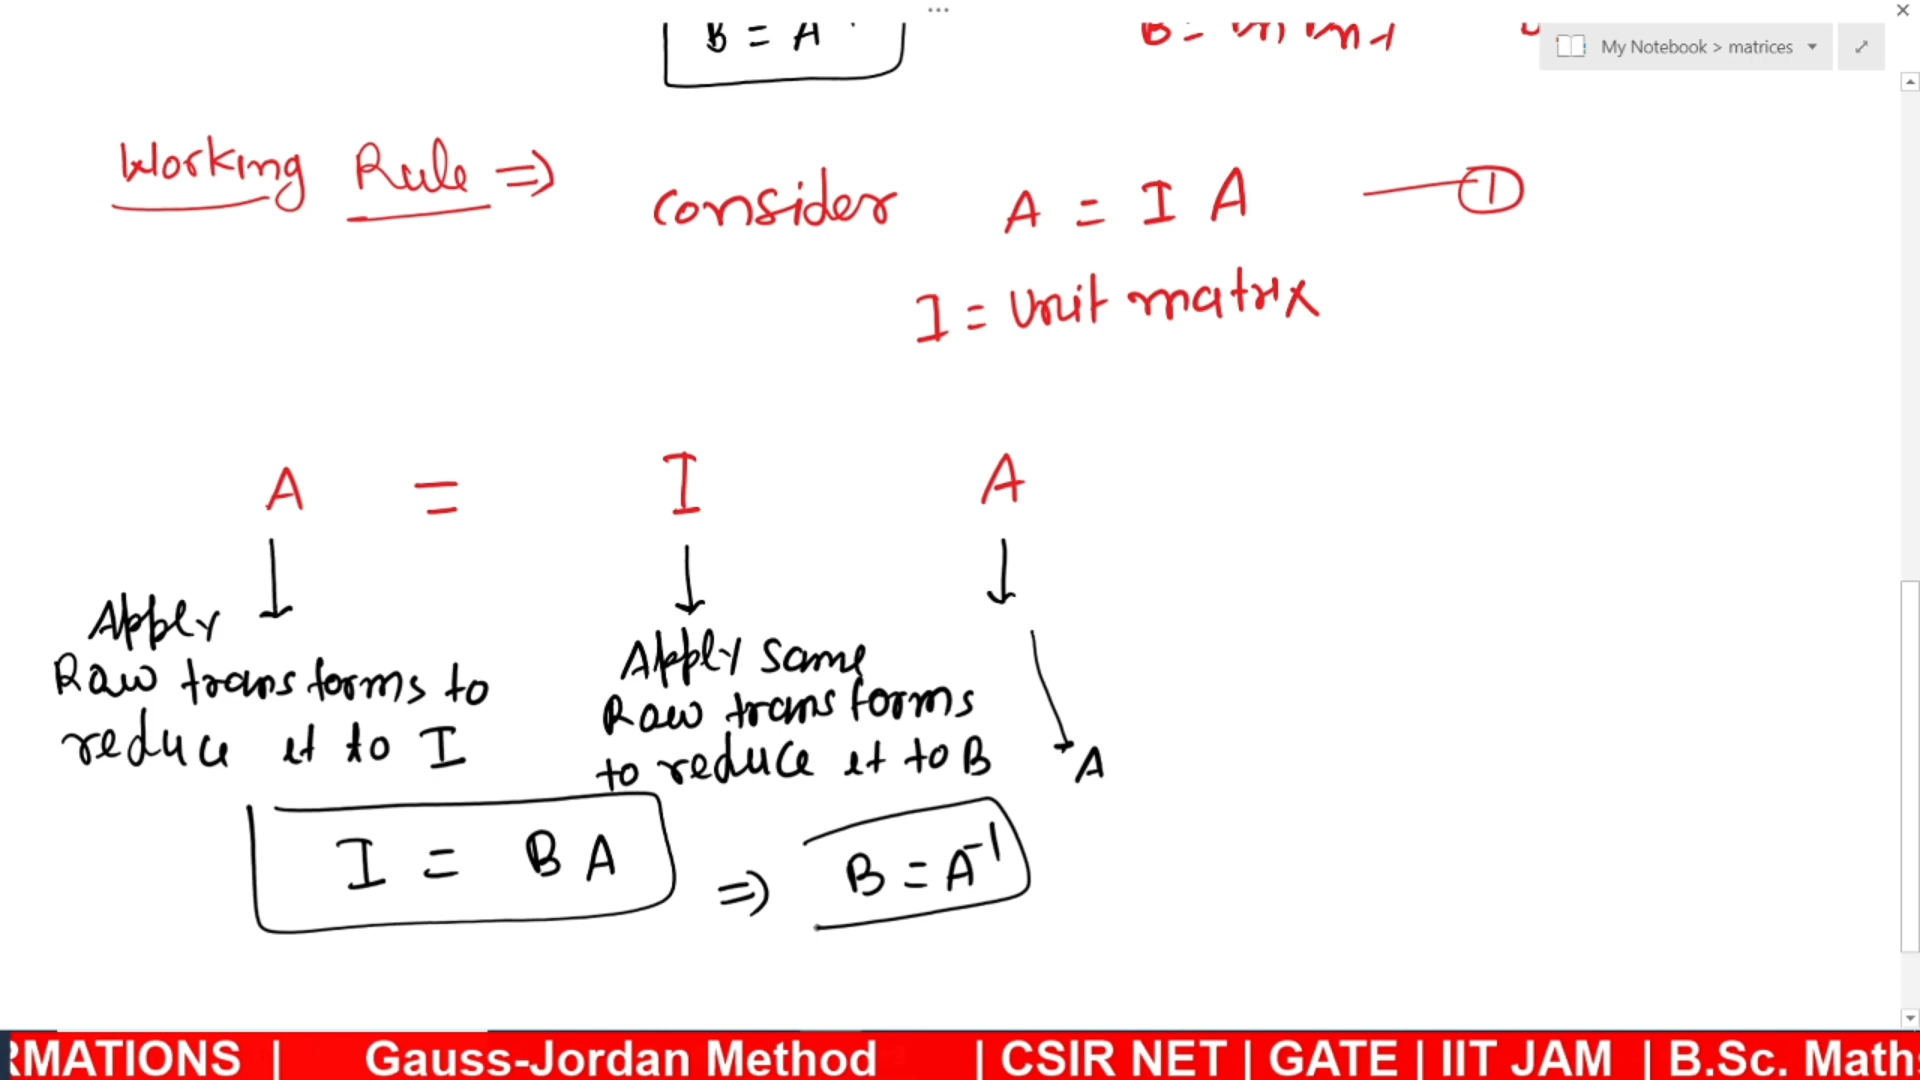 B = A
My Notebook > matrices
Working Rule ⇒ consider A = I A — ①
I = Unit matrix
A = I A
Apply Raw transforms to reduce it to I
Apply same Raw transforms to reduce it to B
A
I = B A ⇒ B = A⁻¹
RMATIONS | Gauss-Jordan Method | CSIR NET | GATE | IIT JAM | B.Sc. Math